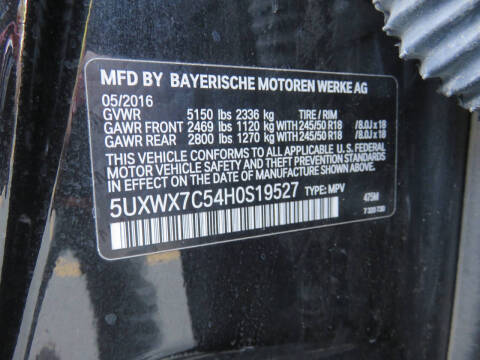 MFD BY BAYERISCHE MOTOREN WERKE AG
05/2016
GVWR 5150 lbs 2336 kg TIRE / RIM
GAWR FRONT 2469 lbs 1120 kg WITH 245/50 R18 /8.0J x 18
GAWR REAR 2800 lbs 1270 kg WITH 245/50 R18 /8.0J x 18
THIS VEHICLE CONFORMS TO ALL APPLICABLE U.S. FEDERAL
MOTOR VEHICLE SAFETY AND THEFT PREVENTION STANDARDS
IN EFFECT ON THE DATE OF MANUFACTURE SHOWN ABOVE.
5UXWX7C54H0S19527 TYPE: MPV 475M